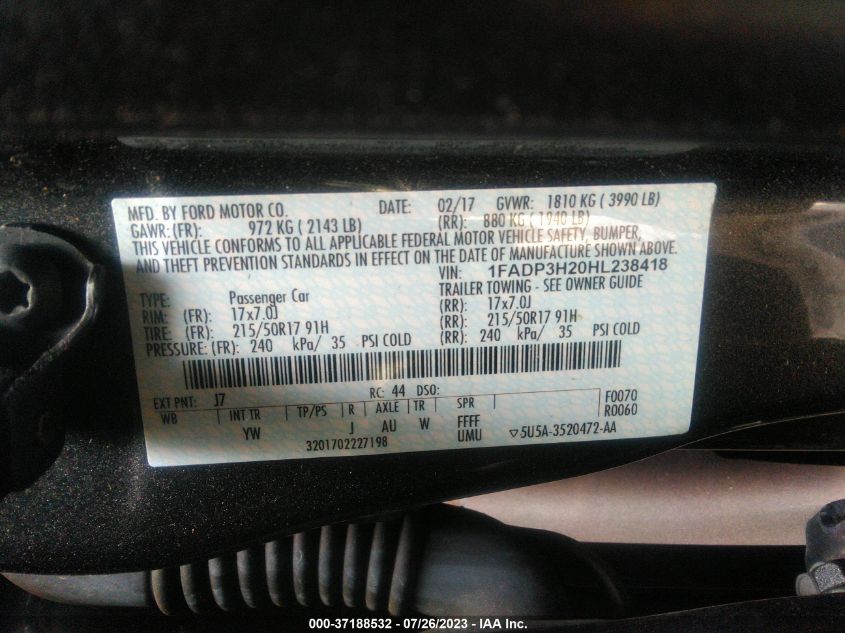 MFD. BY FORD MOTOR CO. DATE: 02/17 GVWR: 1810 KG ( 3990 LB)
GAWR:(FR): 972 KG ( 2143 LB) (RR): 880 KG ( 1940 LB)
THIS VEHICLE CONFORMS TO ALL APPLICABLE FEDERAL MOTOR VEHICLE SAFETY, BUMPER,
AND THEFT PREVENTION STANDARDS IN EFFECT ON THE DATE OF MANUFACTURE SHOWN ABOVE.
VIN: 1FADP3H20HL238418
TRAILER TOWING - SEE OWNER GUIDE
TYPE: Passenger Car
RIM: (FR): 17x7.0J (RR): 17x7.0J
TIRE: (FR): 215/50R17 91H (RR): 215/50R17 91H
PRESSURE: (FR): 240 kPa/ 35 PSI COLD (RR): 240 kPa/ 35 PSI COLD
EXT PNT: J7 RC: 44 DSO: F0070
WB INT TR TP/PS R AXLE TR SPR R0060
YW J AU W FFFF
UMU
3201702227198 ▽5U5A-3520472-AA
000-37188532 - 07/26/2023 - IAA Inc.